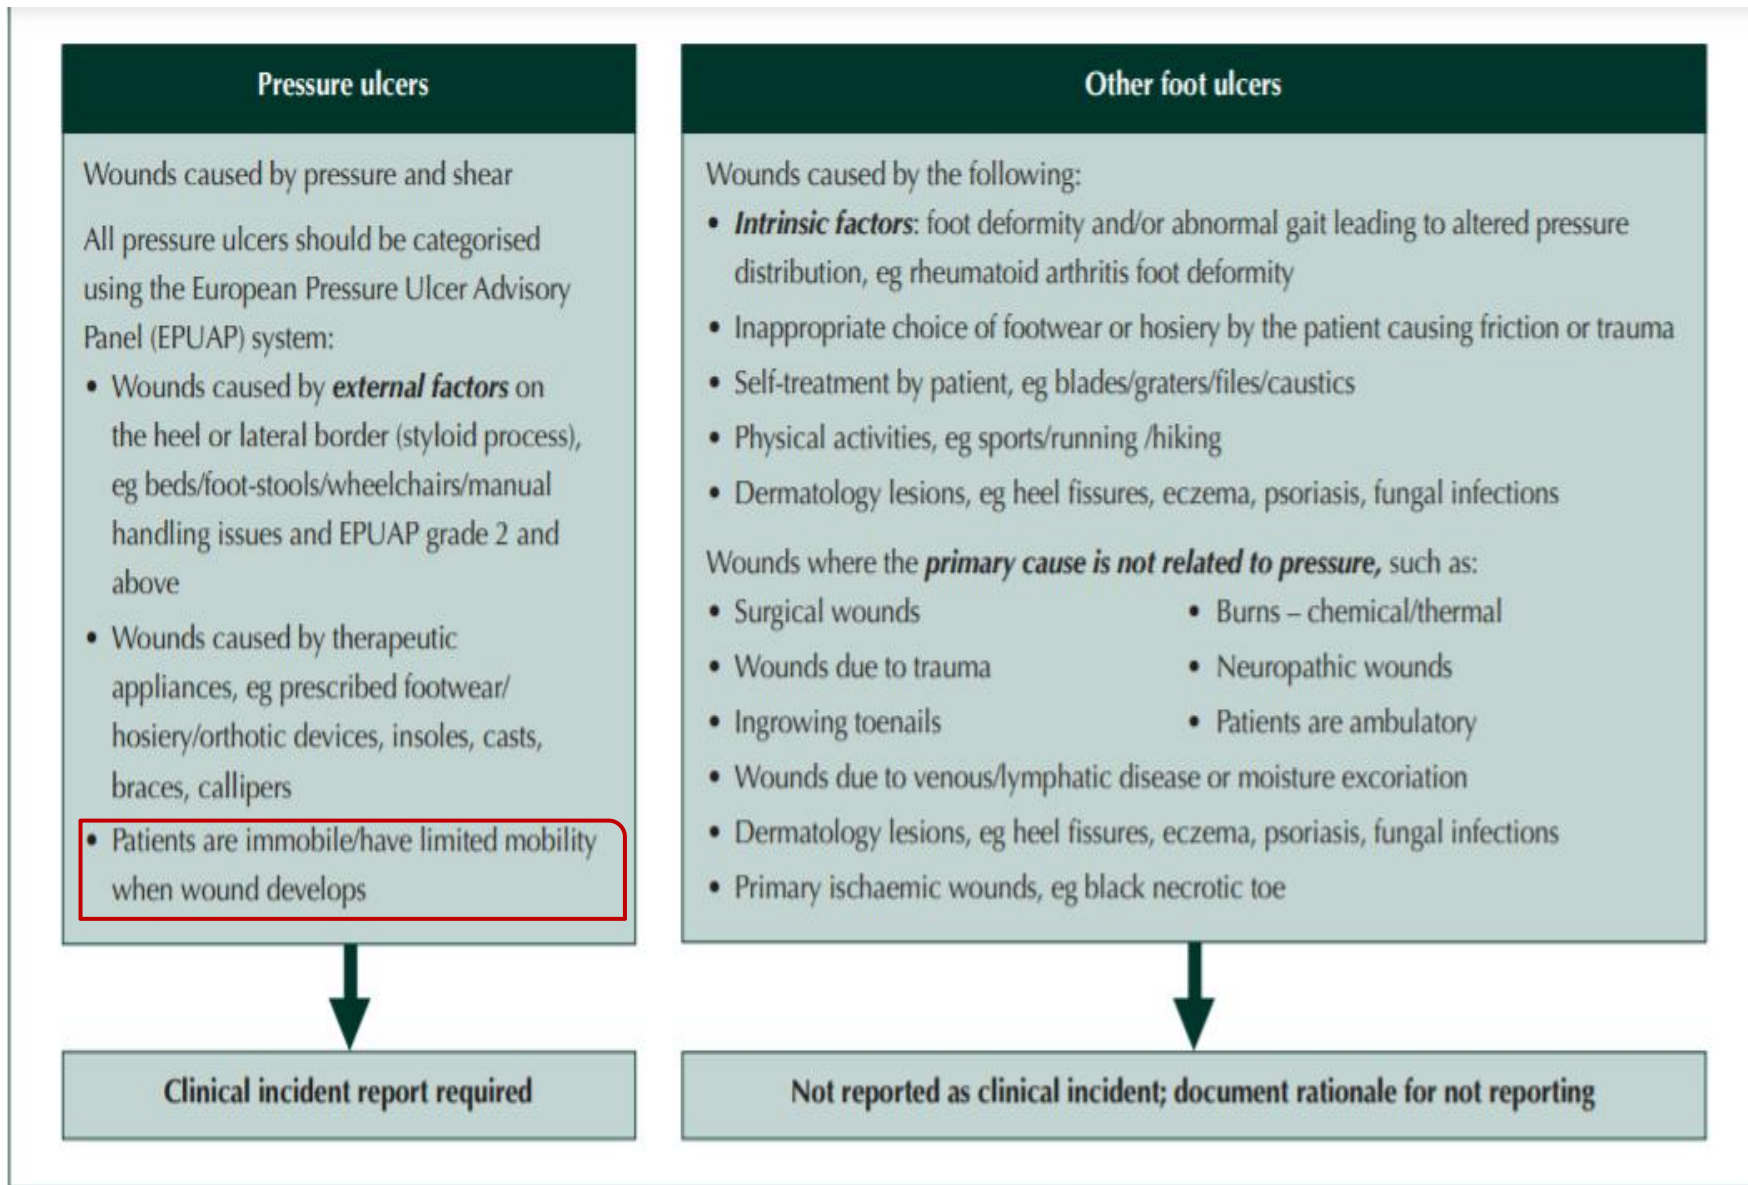 Pressure ulcers
Wounds caused by pressure and shear
All pressure ulcers should be categorised
using the European Pressure Ulcer Advisory
Panel (EPUAP) system:
• Wounds caused by external factors on
the heel or lateral border (styloid process),
eg beds/foot-stools/wheelchairs/manual
handling issues and EPUAP grade 2 and
above
• Wounds caused by therapeutic
appliances, eg prescribed footwear/
hosiery/orthotic devices, insoles, casts,
braces, callipers
• Patients are immobile/have limited mobility
when wound develops
Clinical incident report required
Other foot ulcers
Wounds caused by the following:
• Intrinsic factors: foot deformity and/or abnormal gait leading to altered pressure
distribution, eg rheumatoid arthritis foot deformity
• Inappropriate choice of footwear or hosiery by the patient causing friction or trauma
• Self-treatment by patient, eg blades/graters/files/caustics
• Physical activities, eg sports/running /hiking
• Dermatology lesions, eg heel fissures, eczema, psoriasis, fungal infections
Wounds where the primary cause is not related to pressure, such as:
• Surgical wounds
• Burns – chemical/thermal
• Wounds due to trauma
• Neuropathic wounds
• Ingrowing toenails
• Patients are ambulatory
• Wounds due to venous/lymphatic disease or moisture excoriation
• Dermatology lesions, eg heel fissures, eczema, psoriasis, fungal infections
• Primary ischaemic wounds, eg black necrotic toe
Not reported as clinical incident; document rationale for not reporting